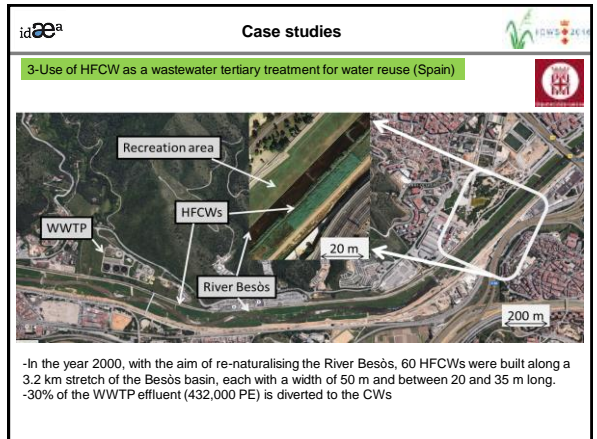 idæa
Case studies
ICWS 2016
3-Use of HFCW as a wastewater tertiary treatment for water reuse (Spain)
Recreation area
HFCWs
WWTP
20 m
River Besòs
200 m
-In the year 2000, with the aim of re-naturalising the River Besòs, 60 HFCWs were built along a
3.2 km stretch of the Besòs basin, each with a width of 50 m and between 20 and 35 m long.
-30% of the WWTP effluent (432,000 PE) is diverted to the CWs